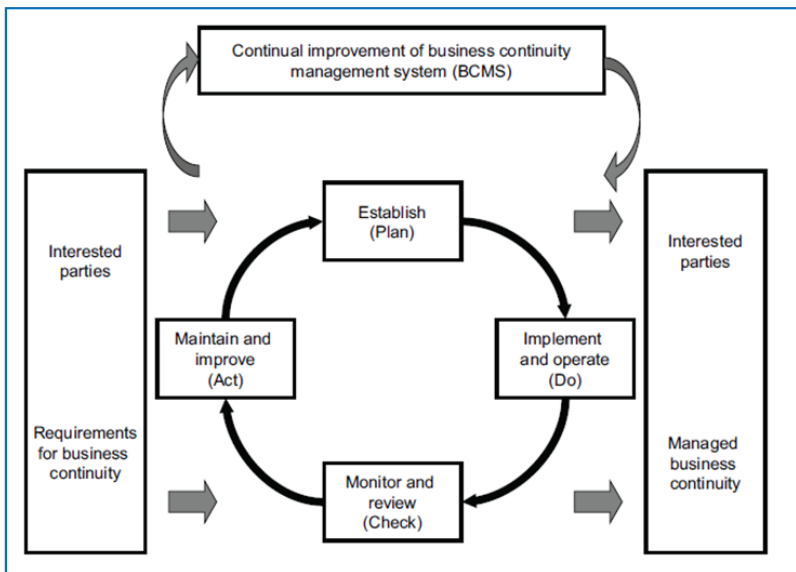 Continual improvement of business continuity
management system (BCMS)
Establish
(Plan)
Interested
parties
Interested
parties
Maintain and
improve
(Act)
Implement
and operate
(Do)
Requirements
for business
continuity
Managed
business
continuity
Monitor and
review
(Check)